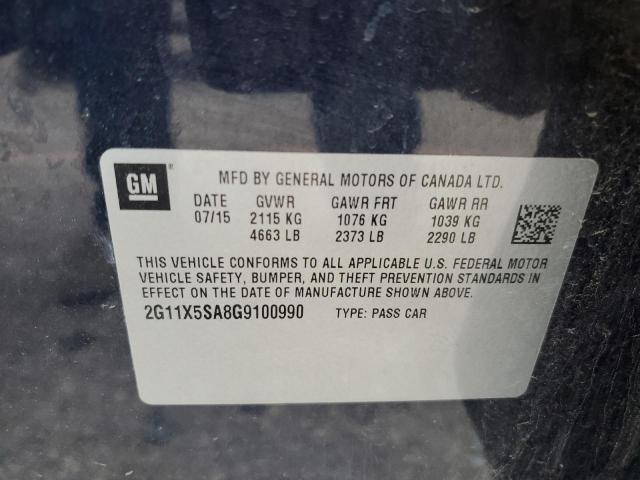 GM®
MFD BY GENERAL MOTORS OF CANADA LTD.
DATE GVWR GAWR FRT GAWR RR
07/15 2115 KG 1076 KG 1039 KG
4663 LB 2373 LB 2290 LB
THIS VEHICLE CONFORMS TO ALL APPLICABLE U.S. FEDERAL MOTOR
VEHICLE SAFETY, BUMPER, AND THEFT PREVENTION STANDARDS IN
EFFECT ON THE DATE OF MANUFACTURE SHOWN ABOVE.
2G11X5SA8G9100990 TYPE: PASS CAR